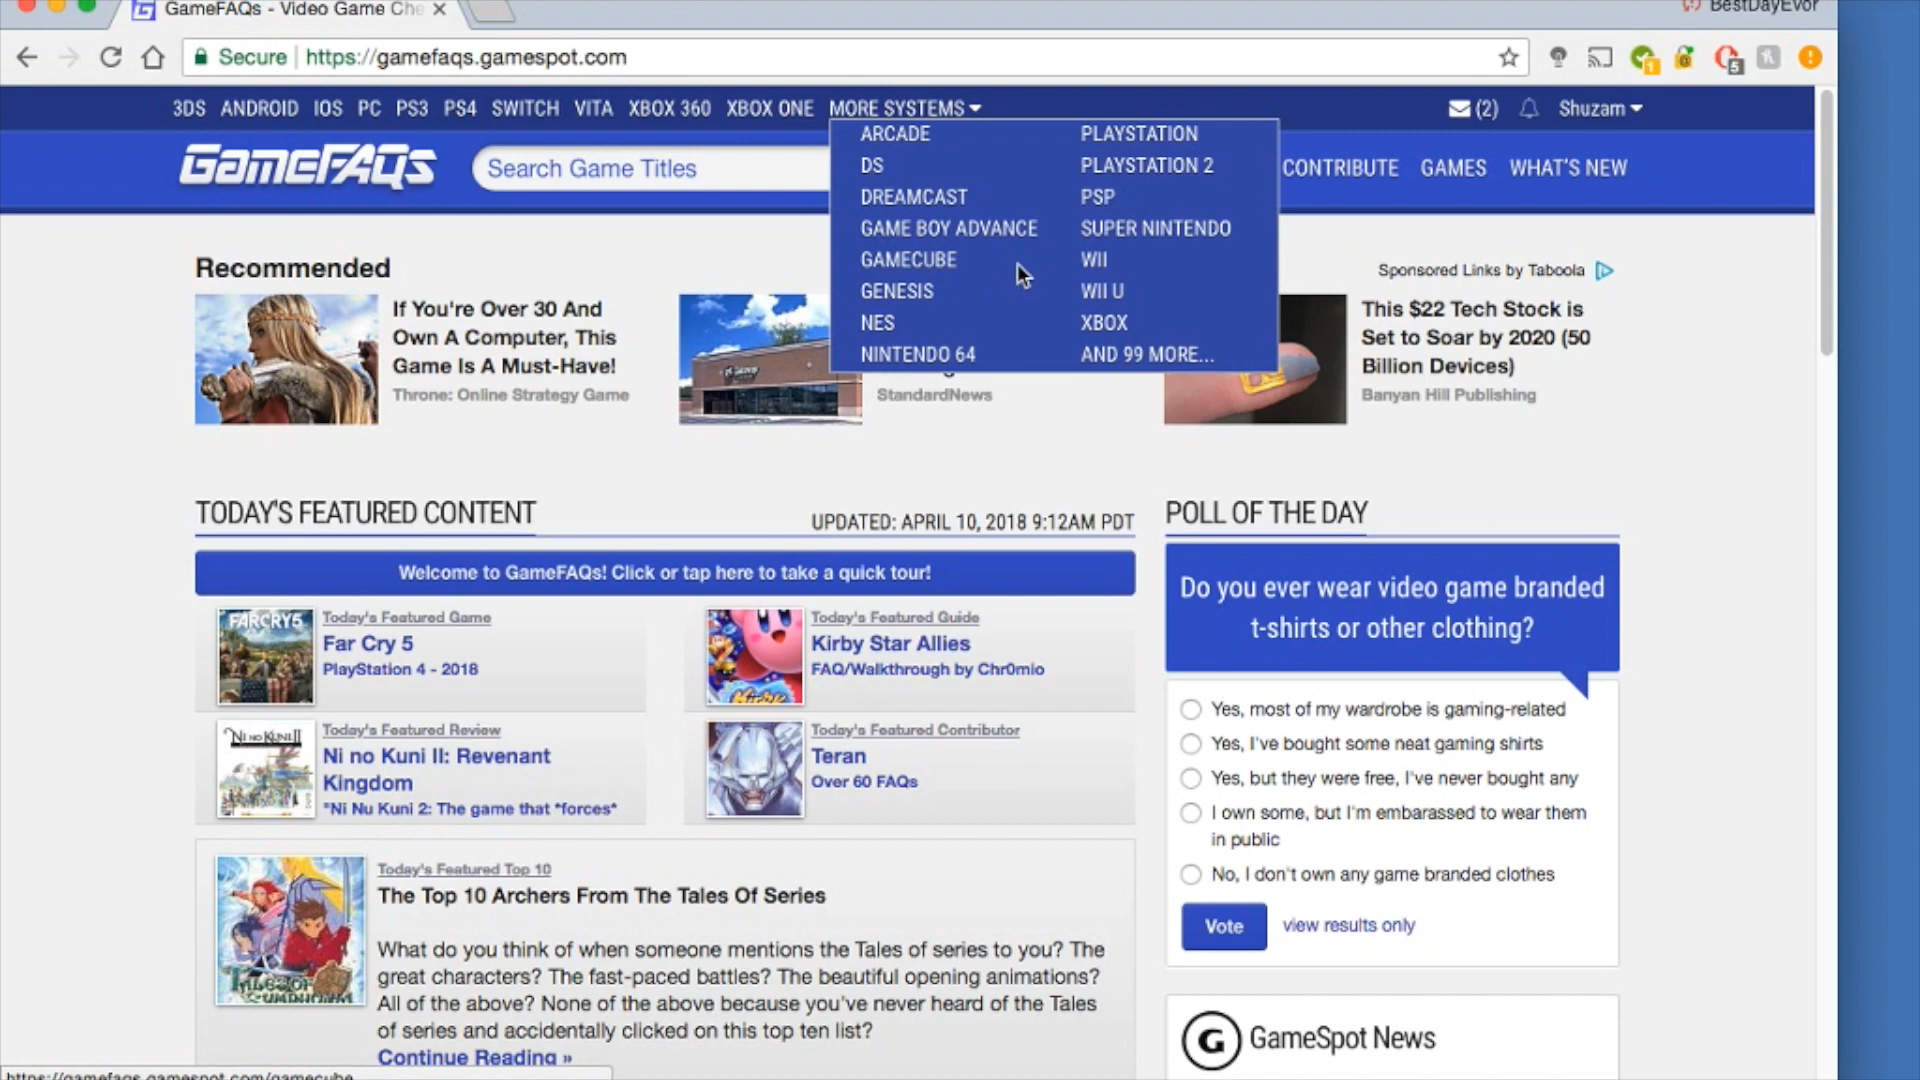 GameFAQs - Video Game Che
BestDayEvor
Secure | https://gamefaqs.gamespot.com
1
5
3DS ANDROID IOS PC PS3 PS4 SWITCH VITA XBOX 360 XBOX ONE MORE SYSTEMS
(2) Shuzam
ARCADE
DS
DREAMCAST
GAME BOY ADVANCE
GAMECUBE
GENESIS
NES
NINTENDO 64
PLAYSTATION
PLAYSTATION 2
PSP
SUPER NINTENDO
WII
WII U
XBOX
AND 99 MORE...
GameFAQs
Search Game Titles
CONTRIBUTE GAMES WHAT'S NEW
Recommended
Sponsored Links by Taboola
If You're Over 30 And
Own A Computer, This
Game Is A Must-Have!
Throne: Online Strategy Game
StandardNews
This $22 Tech Stock is
Set to Soar by 2020 (50
Billion Devices)
Banyan Hill Publishing
TODAY'S FEATURED CONTENT
UPDATED: APRIL 10, 2018 9:12AM PDT
Welcome to GameFAQs! Click or tap here to take a quick tour!
FARCRY5
Today's Featured Game
Far Cry 5
PlayStation 4 - 2018
Today's Featured Guide
Kirby Star Allies
FAQ/Walkthrough by Chr0mio
NI NO KUNI II
Today's Featured Review
Ni no Kuni II: Revenant
Kingdom
"Ni Nu Kuni 2: The game that *forces*
Today's Featured Contributor
Teran
Over 60 FAQs
TALES OF
Today's Featured Top 10
The Top 10 Archers From The Tales Of Series
What do you think of when someone mentions the Tales of series to you? The
great characters? The fast-paced battles? The beautiful opening animations?
All of the above? None of the above because you've never heard of the Tales
of series and accidentally clicked on this top ten list?
Continue Reading »
POLL OF THE DAY
Do you ever wear video game branded
t-shirts or other clothing?
Yes, most of my wardrobe is gaming-related
Yes, I've bought some neat gaming shirts
Yes, but they were free, I've never bought any
I own some, but I'm embarassed to wear them
in public
No, I don't own any game branded clothes
Vote view results only
GameSpot News
https://gamefaqs.gamespot.com/gamecube